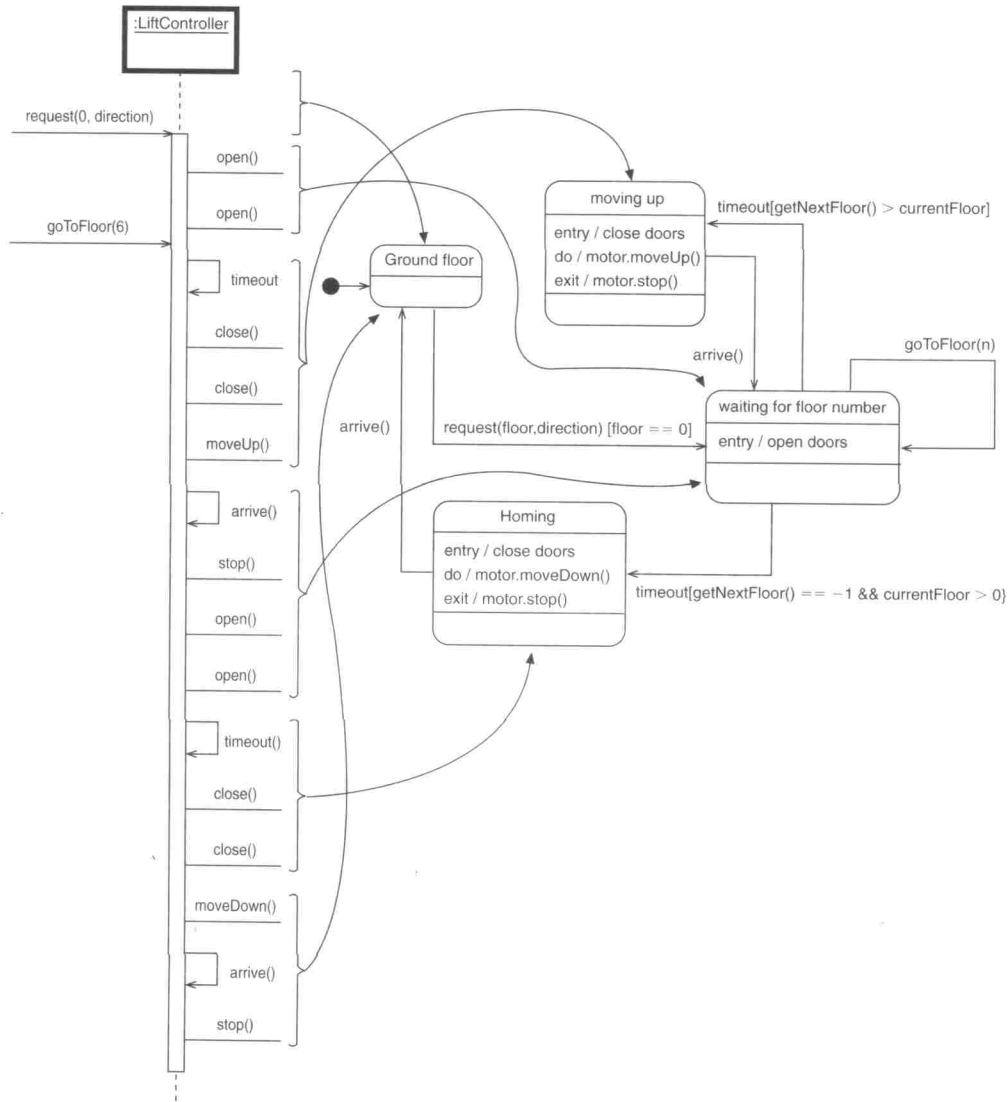 :LiftController
request(0, direction)
open()
open()
goToFloor(6)
timeout
close()
close()
moveUp()
arrive()
stop()
open()
open()
timeout()
close()
close()
moveDown()
arrive()
stop()
Ground floor
moving up
entry / close doors
do / motor.moveUp()
exit / motor.stop()
timeout[getNextFloor() > currentFloor]
arrive()
goToFloor(n)
waiting for floor number
entry / open doors
arrive()
request(floor,direction) [floor == 0]
Homing
entry / close doors
do / motor.moveDown()
exit / motor.stop()
timeout[getNextFloor() == −1 && currentFloor > 0}